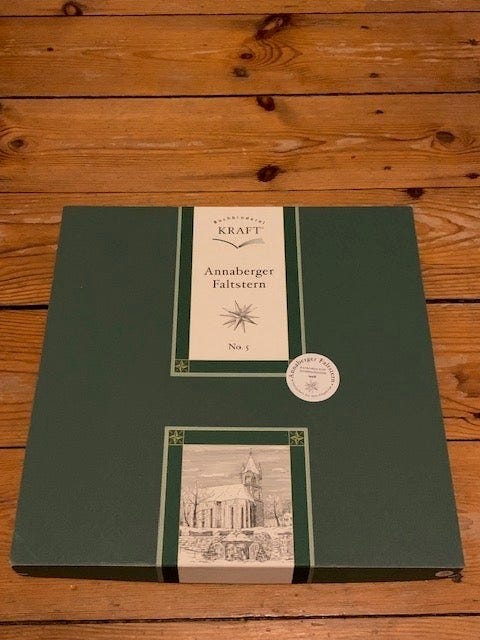 Buchbinderei
KRAFT
Annaberger
Faltstern
No. 5
Annaberger Faltstern